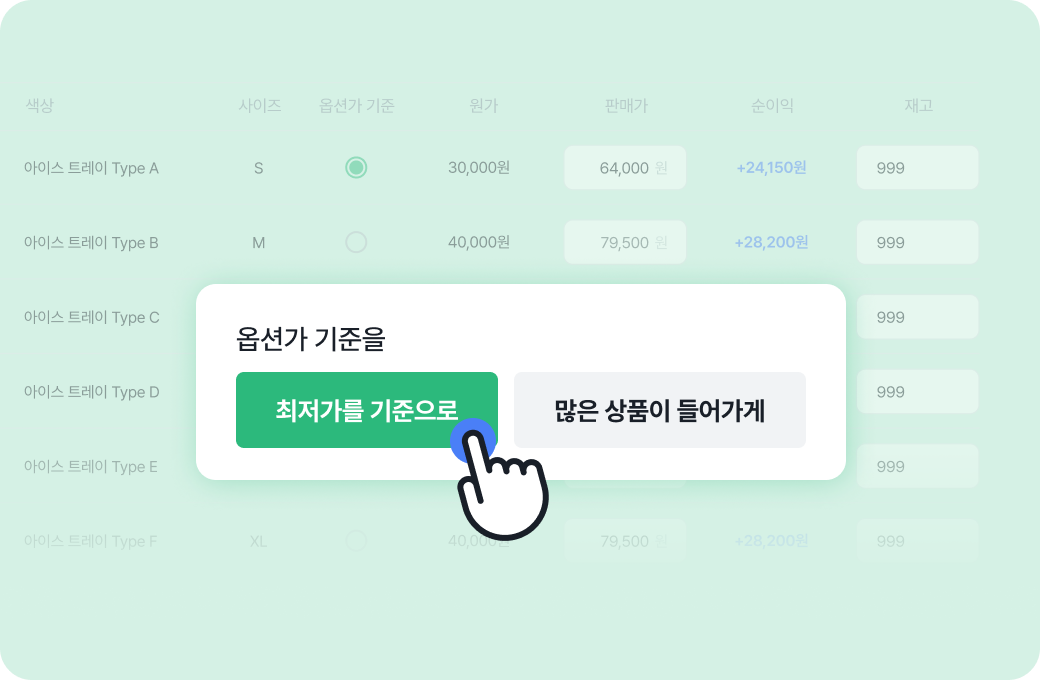 색상 사이즈 옵션가 기준 원가 판매가 순이익 재고
아이스 트레이 Type A S 30,000원 64,000 원 +24,150원 999
아이스 트레이 Type B M 40,000원 79,500 원 +28,200원 999
아이스 트레이 Type C 999
옵션가 기준을
아이스 트레이 Type D 최저가를 기준으로 많은 상품이 들어가게 999
아이스 트레이 Type E 999
아이스 트레이 Type F XL 40,000원 79,500 원 +28,200원 999